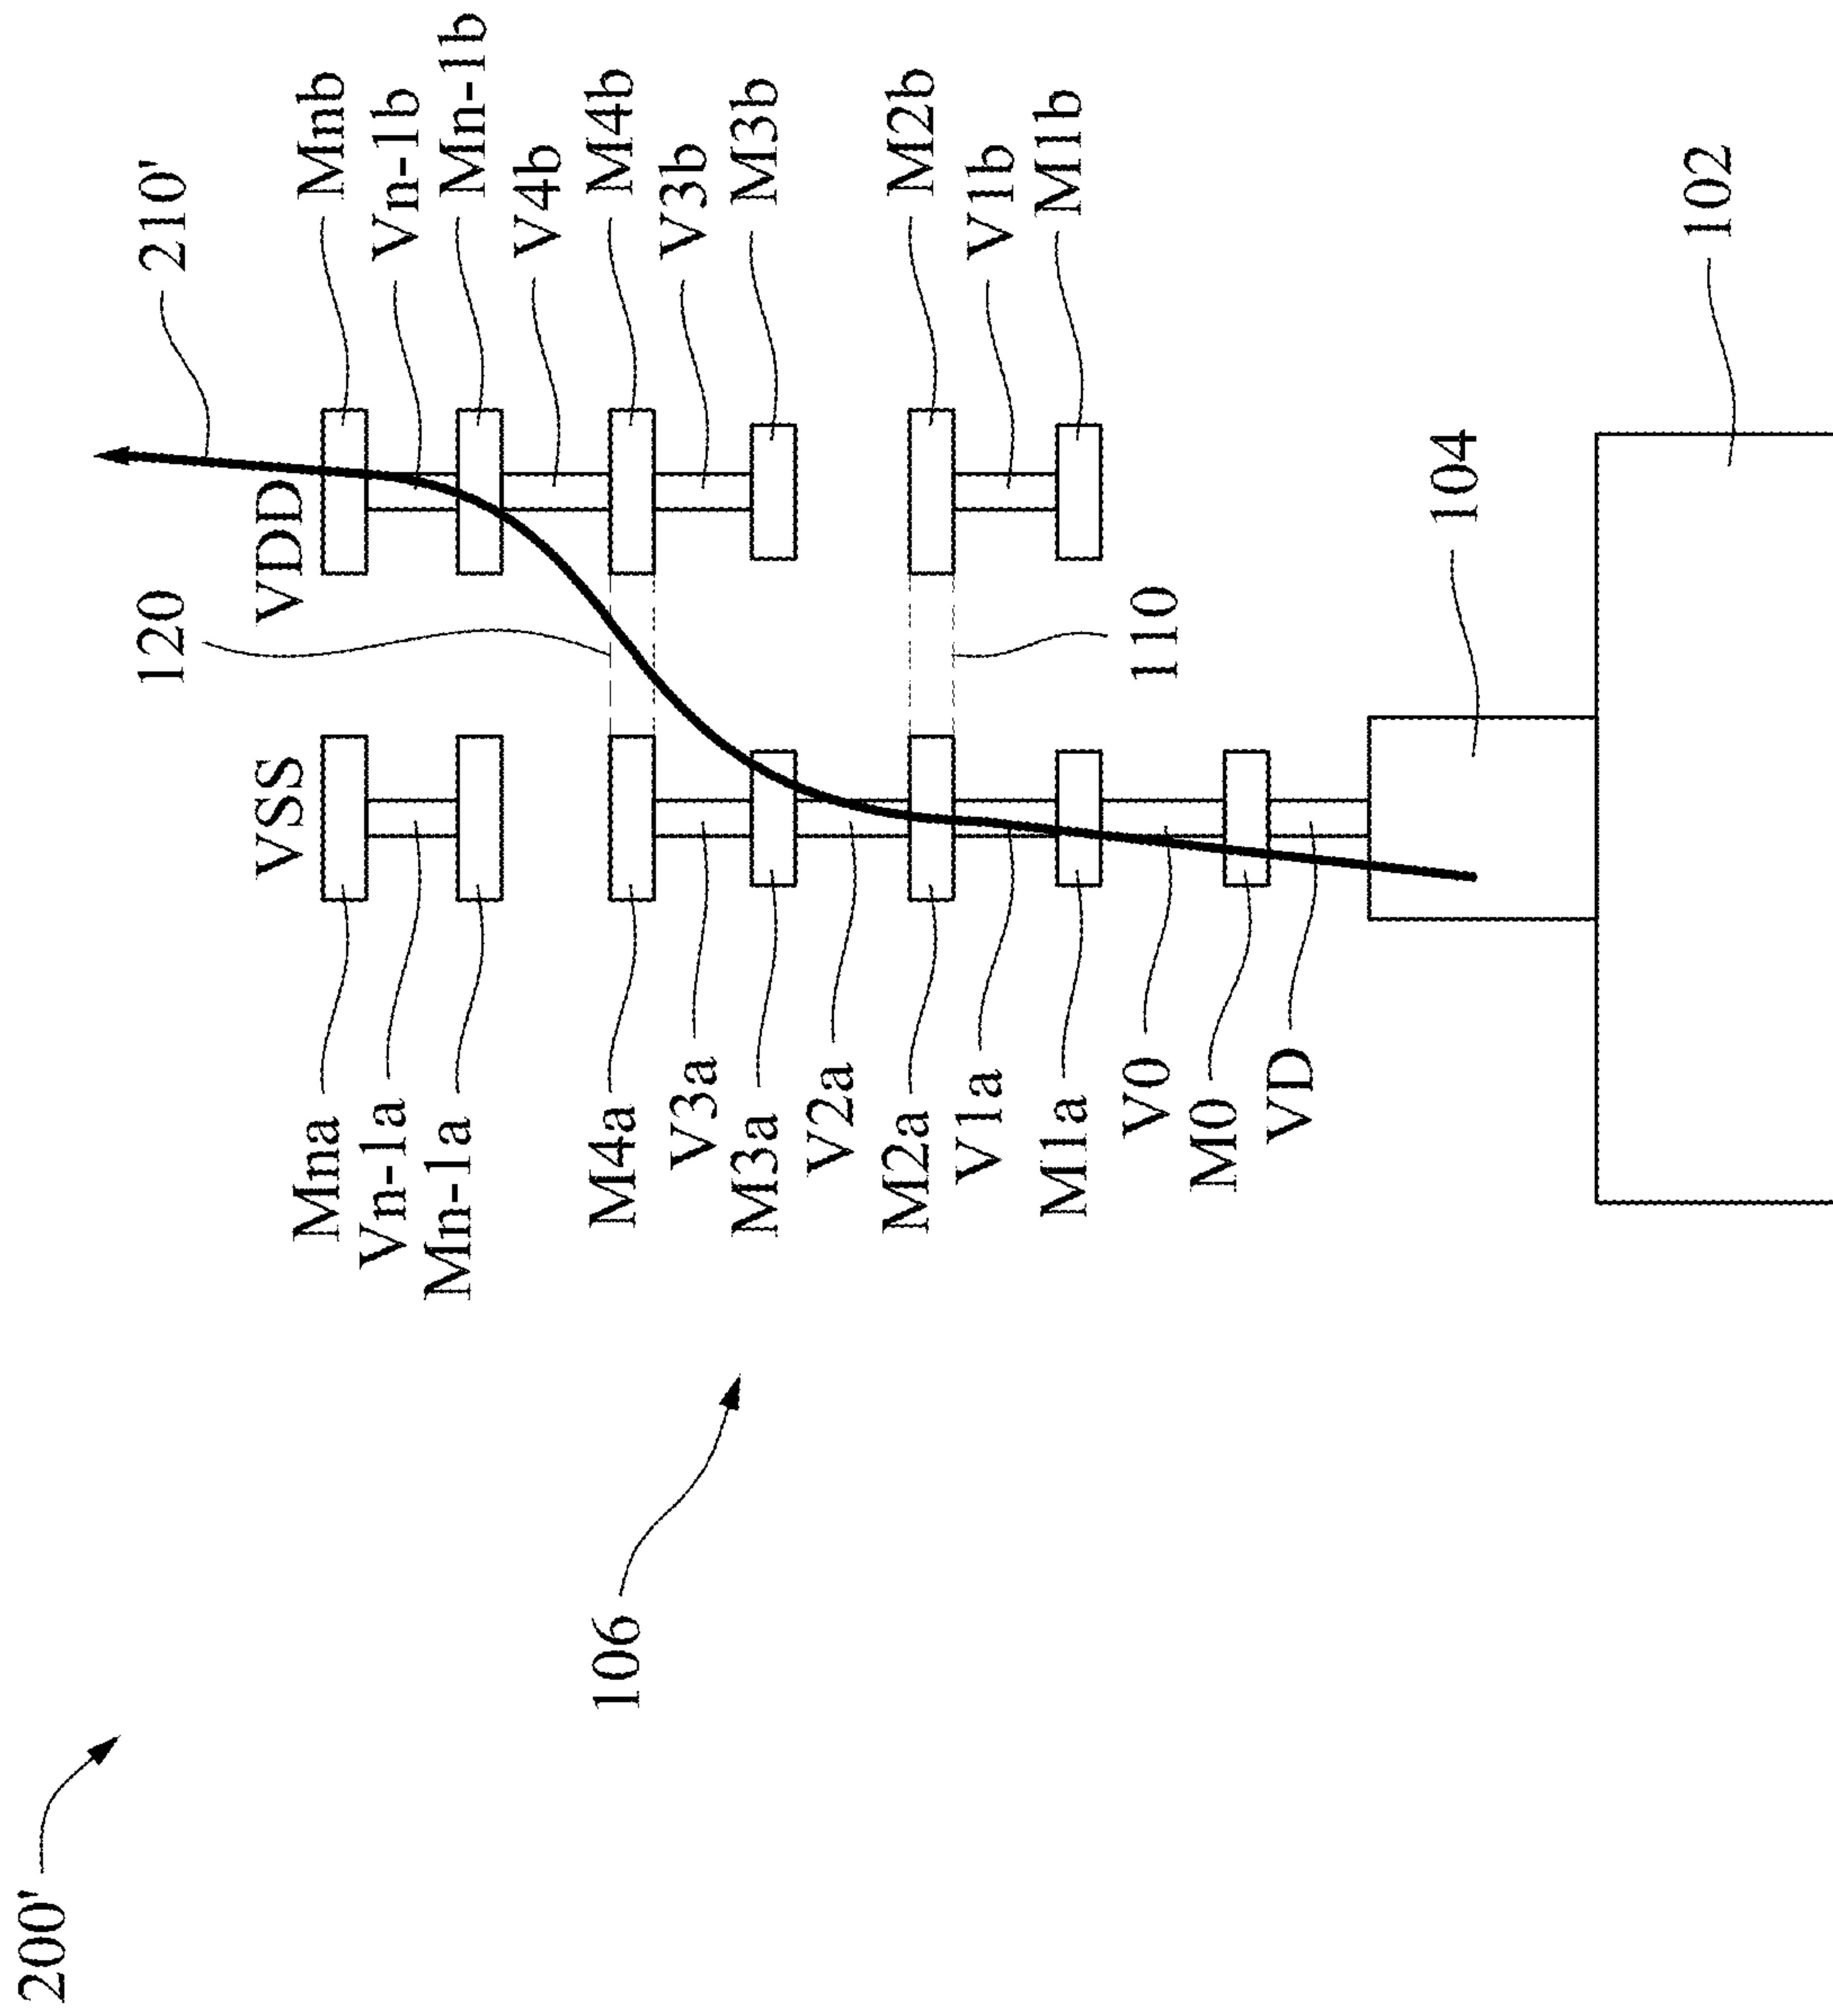 200'
106
Mna
Vn-1a
Mn-1a
M4a
V3a
M3a
V2a
M2a
V1a
M1a
V0
M0
VD
VSS
120
VDD
110
210'
Mnb
Vn-1b
Mn-1b
V4b
M4b
V3b
M3b
M2b
V1b
M1b
104
102